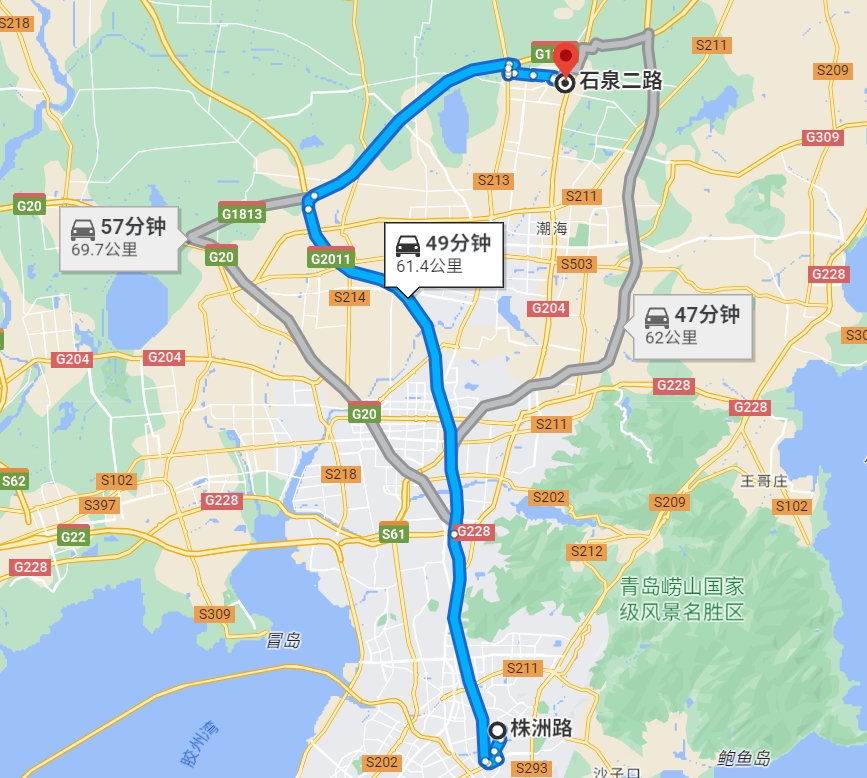 S218
S211
G1
石泉二路
S209
G309
S213
S211
G20
G1813
57分钟
69.7公里
潮海
49分钟
61.4公里
G20
G2011
S503
G228
S214
G204
47分钟
62公里
S30
G204
G204
G228
G228
G20
S211
S218
S62
S102
王哥庄
S397
G228
S202
S209
S102
G22
S61
G228
S212
G228
青岛崂山国家
级风景名胜区
S309
冒岛
S211
株洲路
胶州湾
鲍鱼岛
S202
S293
沙子口